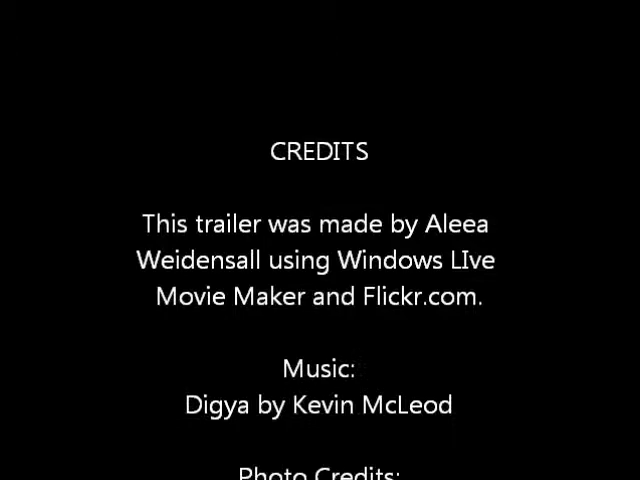 CREDITS
This trailer was made by Aleea
Weidensall using Windows LIve
Movie Maker and Flickr.com.
Music:
Digya by Kevin McLeod
Photo Credits: